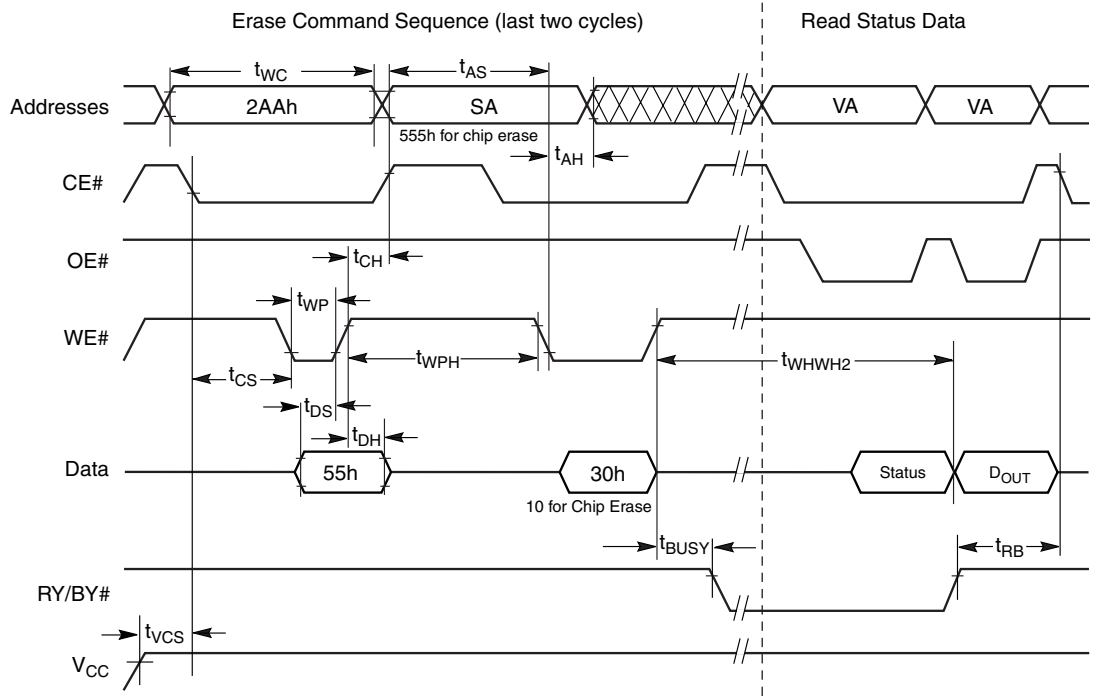 Erase Command Sequence (last two cycles)
Read Status Data
tWC
tAS
Addresses
2AAh
SA
VA
VA
555h for chip erase
tAH
CE#
OE#
tCH
tWP
WE#
tWPH
tWHWH2
tCS
tDS
tDH
Data
55h
30h
Status
DOUT
10 for Chip Erase
tBUSY
tRB
RY/BY#
tVCS
VCC